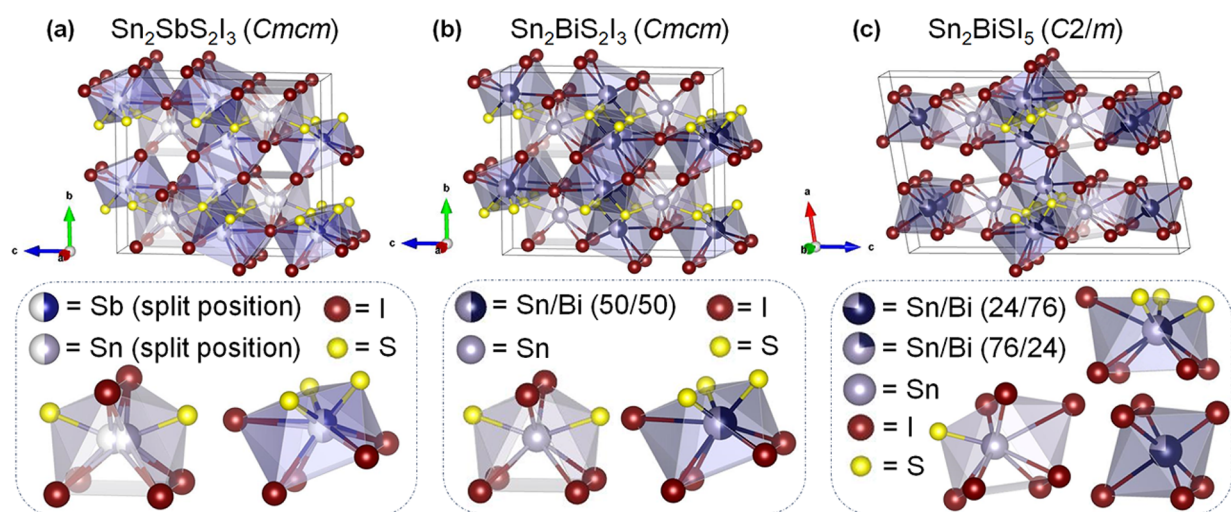 (a) Sn₂SbS₂I₃ (Cmcm)
(b) Sn₂BiS₂I₃ (Cmcm)
(c) Sn₂BiSI₅ (C2/m)
b
c
a
b
c
a
a
b
c
= Sb (split position)
= I
= Sn (split position)
= S
= Sn/Bi (50/50)
= I
= Sn
= S
= Sn/Bi (24/76)
= Sn/Bi (76/24)
= Sn
= I
= S